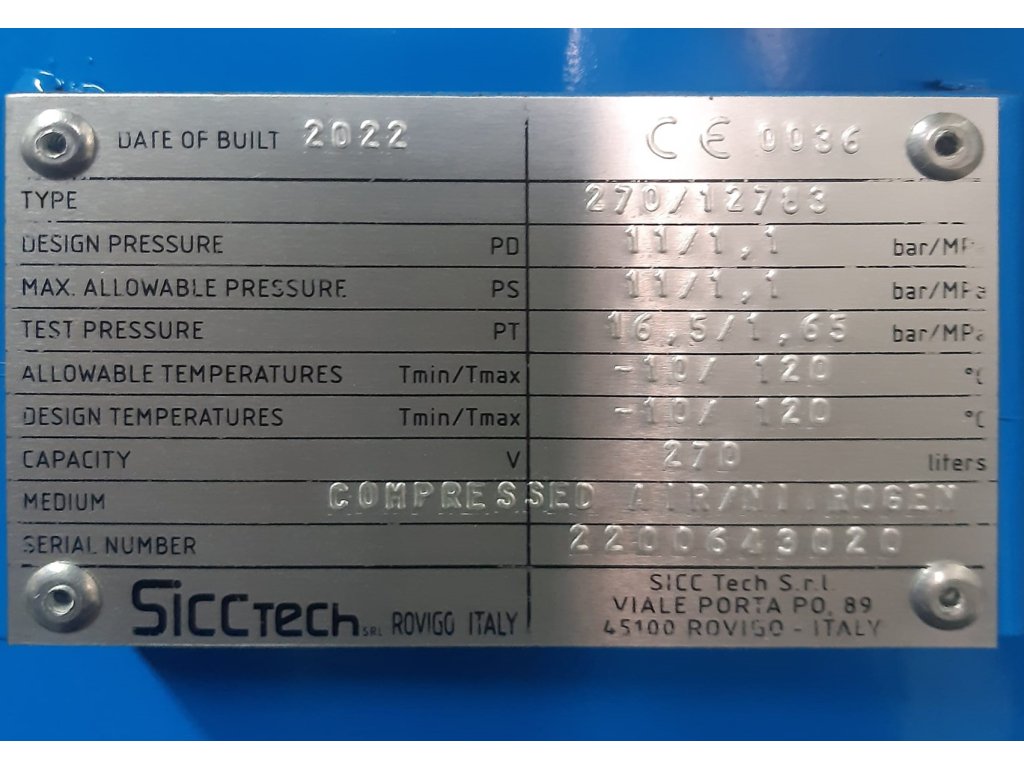 DATE OF BUILT 2022 CE 0036
TYPE 270/12763
DESIGN PRESSURE PD 11/1,1 bar/MPa
MAX. ALLOWABLE PRESSURE PS 11/1,1 bar/MPa
TEST PRESSURE PT 16,5/1,65 bar/MPa
ALLOWABLE TEMPERATURES Tmin/Tmax -10/ 120 °C
DESIGN TEMPERATURES Tmin/Tmax -10/ 120 °C
CAPACITY V 270 liters
MEDIUM COMPRESSED AIR/NITROGEN
SERIAL NUMBER 2200643020
SICCTECH SRL ROVIGO ITALY
SICC Tech S.r.l.
VIALE PORTA PO, 89
45100 ROVIGO - ITALY